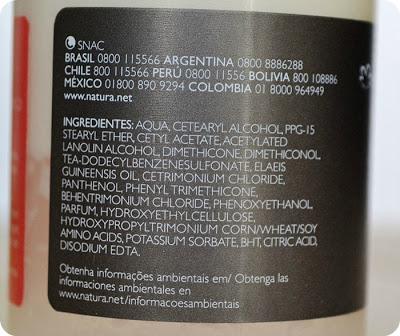 SNAC
BRASIL 0800 115566 ARGENTINA 0800 8886288
CHILE 800 115566 PERÚ 0800 11556 BOLIVIA 800 108886
MÉXICO 01800 890 9294 COLOMBIA 01 8000 964949
www.natura.net
INGREDIENTES: AQUA, CETEARYL ALCOHOL, PPG-15
STEARYL ETHER, CETYL ACETATE, ACETYLATED
LANOLIN ALCOHOL, DIMETHICONE, DIMETHICONOL,
TEA-DODECYLBENZENESULFONATE, ELAEIS
GUINEENSIS OIL, CETRIMONIUM CHLORIDE,
PANTHENOL, PHENYL TRIMETHICONE,
BEHENTRIMONIUM CHLORIDE, PHENOXYETHANOL,
PARFUM, HYDROXYETHYLCELLULOSE,
HYDROXYPROPYLTRIMONIUM CORN/WHEAT/SOY
AMINO ACIDS, POTASSIUM SORBATE, BHT, CITRIC ACID,
DISODIUM EDTA.
Obtenha informações ambientais em/ Obtenga las
informaciones ambientales en
www.natura.net/informacoesambientais